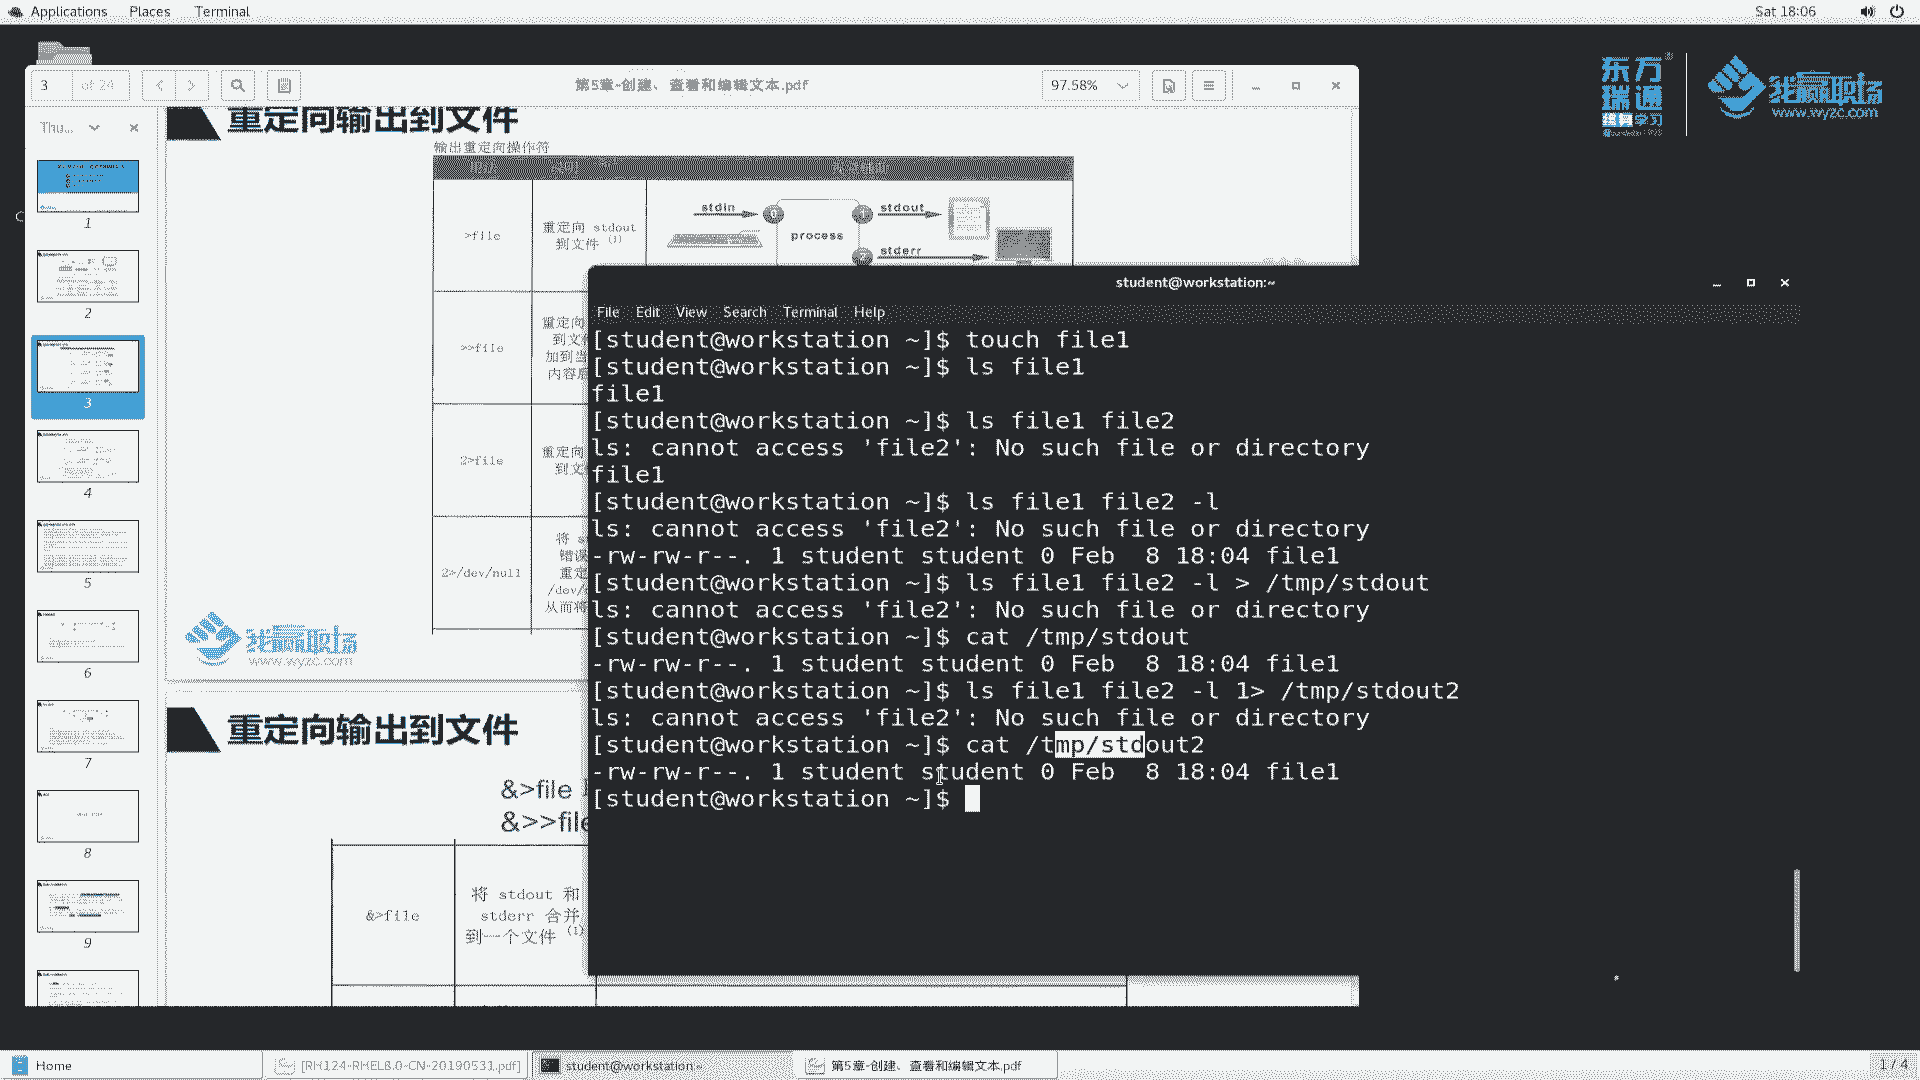 Applications Places Terminal
Sat 18:06
3 of 24
第5章-创建、查看和编辑文本.pdf
97.58%
东方瑞通
我赢职场
www.wyzc.com
Thu...
重定向输出到文件
输出重定向操作符
stdin
stdout
process
stderr
>file
重定向 stdout
到文件 (1)
>>file
重定向
到文件
加到当
内容后
2>file
重定向
到文
2>/dev/null
错误
重定
/dev/
从而将
我赢职场
www.wyzc.com
1
2
3
4
5
6
7
8
9
重定向输出到文件
&>file
&>>file
&>file
将 stdout 和
stderr 合并
到一个文件 (1)
student@workstation:~
File Edit View Search Terminal Help
[student@workstation ~]$ touch file1
[student@workstation ~]$ ls file1
file1
[student@workstation ~]$ ls file1 file2
ls: cannot access 'file2': No such file or directory
file1
[student@workstation ~]$ ls file1 file2 -l
ls: cannot access 'file2': No such file or directory
-rw-rw-r--. 1 student student 0 Feb  8 18:04 file1
[student@workstation ~]$ ls file1 file2 -l > /tmp/stdout
ls: cannot access 'file2': No such file or directory
[student@workstation ~]$ cat /tmp/stdout
-rw-rw-r--. 1 student student 0 Feb  8 18:04 file1
[student@workstation ~]$ ls file1 file2 -l 1> /tmp/stdout2
ls: cannot access 'file2': No such file or directory
[student@workstation ~]$ cat /tmp/stdout2
-rw-rw-r--. 1 student student 0 Feb  8 18:04 file1
[student@workstation ~]$
Home
[RH124-RHEL8.0-CN-20190531.pdf]
student@workstation:~
第5章-创建、查看和编辑文本.pdf
1 / 4